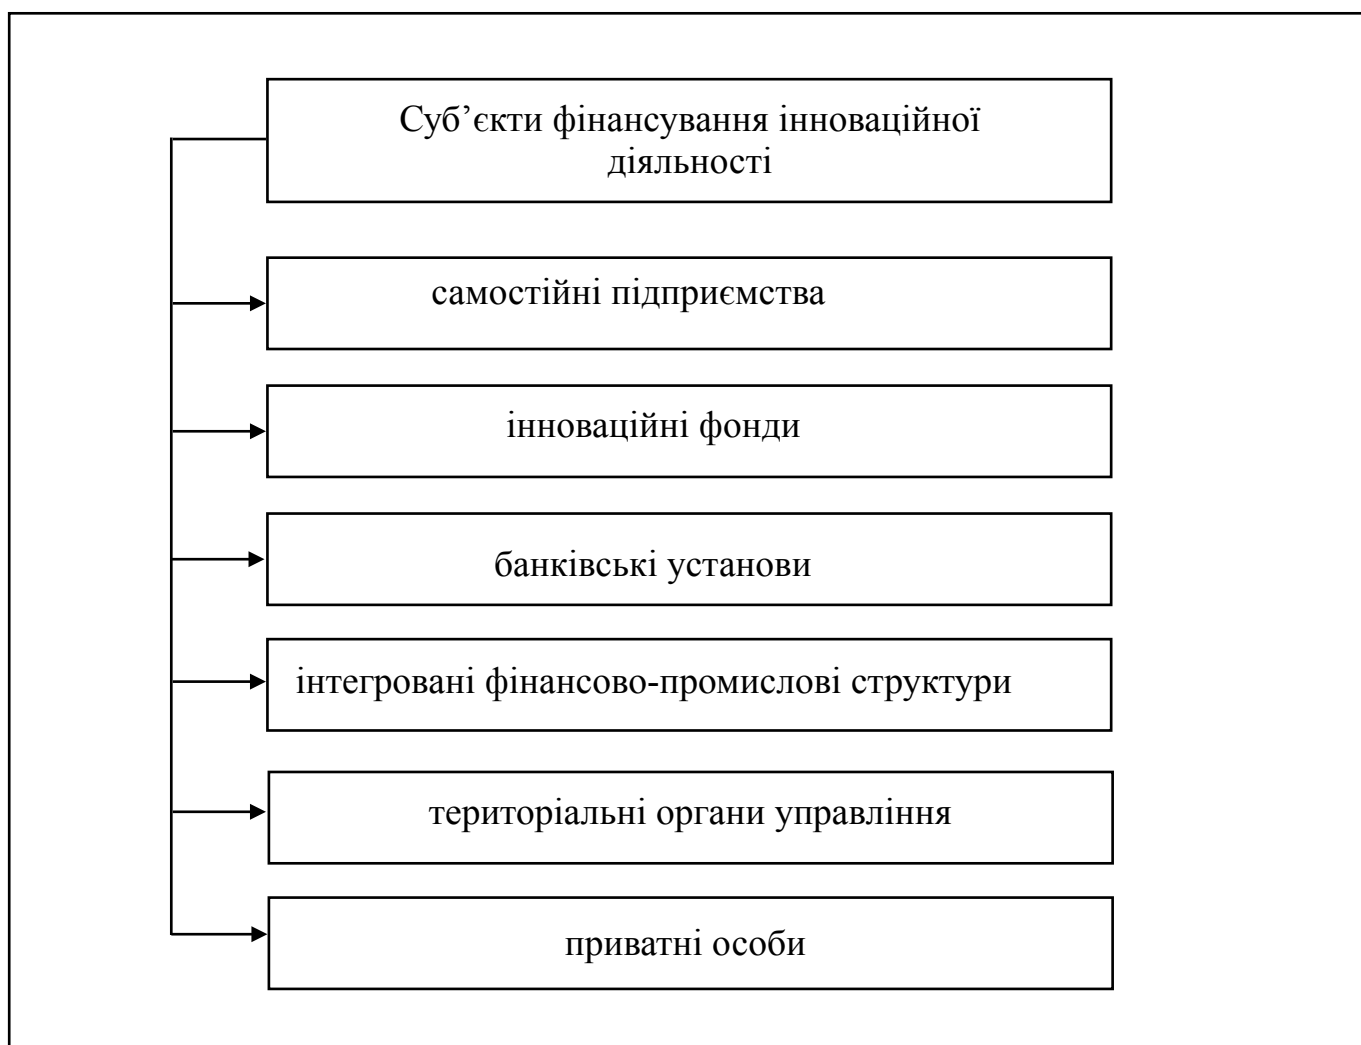 Суб’єкти фінансування інноваційної
діяльності
самостійні підприємства
інноваційні фонди
банківські установи
інтегровані фінансово-промислові структури
територіальні органи управління
приватні особи